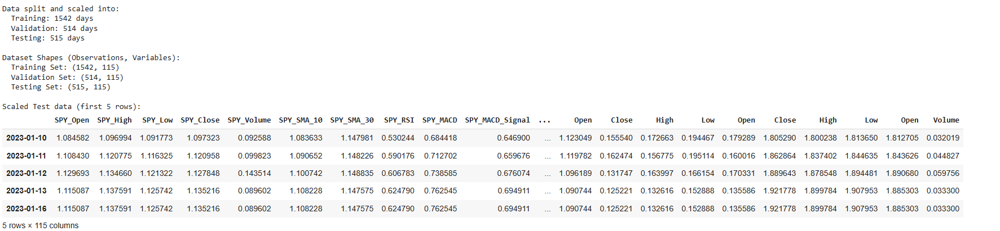 Data split and scaled into:
Training: 1542 days
Validation: 514 days
Testing: 515 days
Dataset Shapes (Observations, Variables):
Training Set: (1542, 115)
Validation Set: (514, 115)
Testing Set: (515, 115)
Scaled Test data (first 5 rows):
SPY_Open SPY_High SPY_Low SPY_Close SPY_Volume SPY_SMA_10 SPY_SMA_30 SPY_RSI SPY_MACD SPY_MACD_Signal ... Open Close High Low Open Close High Low Open Volume
2023-01-10 1.084582 1.096994 1.091773 1.097323 0.092588 1.083633 1.147981 0.530244 0.684418 0.646900 ... 1.123049 0.155540 0.172663 0.194467 0.179289 1.805290 1.800238 1.813650 1.812705 0.032019
2023-01-11 1.108430 1.120775 1.116325 1.120958 0.099823 1.090652 1.148226 0.590176 0.712702 0.659676 ... 1.119782 0.162474 0.156775 0.195114 0.160016 1.862864 1.837402 1.844635 1.843626 0.044827
2023-01-12 1.129693 1.134660 1.121322 1.127848 0.143514 1.100742 1.148835 0.606783 0.738585 0.676074 ... 1.096189 0.131747 0.163997 0.166154 0.170331 1.889643 1.878548 1.894481 1.890680 0.059756
2023-01-13 1.115087 1.137591 1.125742 1.135216 0.089602 1.108228 1.147575 0.624790 0.762545 0.694911 ... 1.090744 0.125221 0.132616 0.152888 0.135586 1.921778 1.899784 1.907953 1.885303 0.033300
2023-01-16 1.115087 1.137591 1.125742 1.135216 0.089602 1.108228 1.147575 0.624790 0.762545 0.694911 ... 1.090744 0.125221 0.132616 0.152888 0.135586 1.921778 1.899784 1.907953 1.885303 0.033300
5 rows × 115 columns